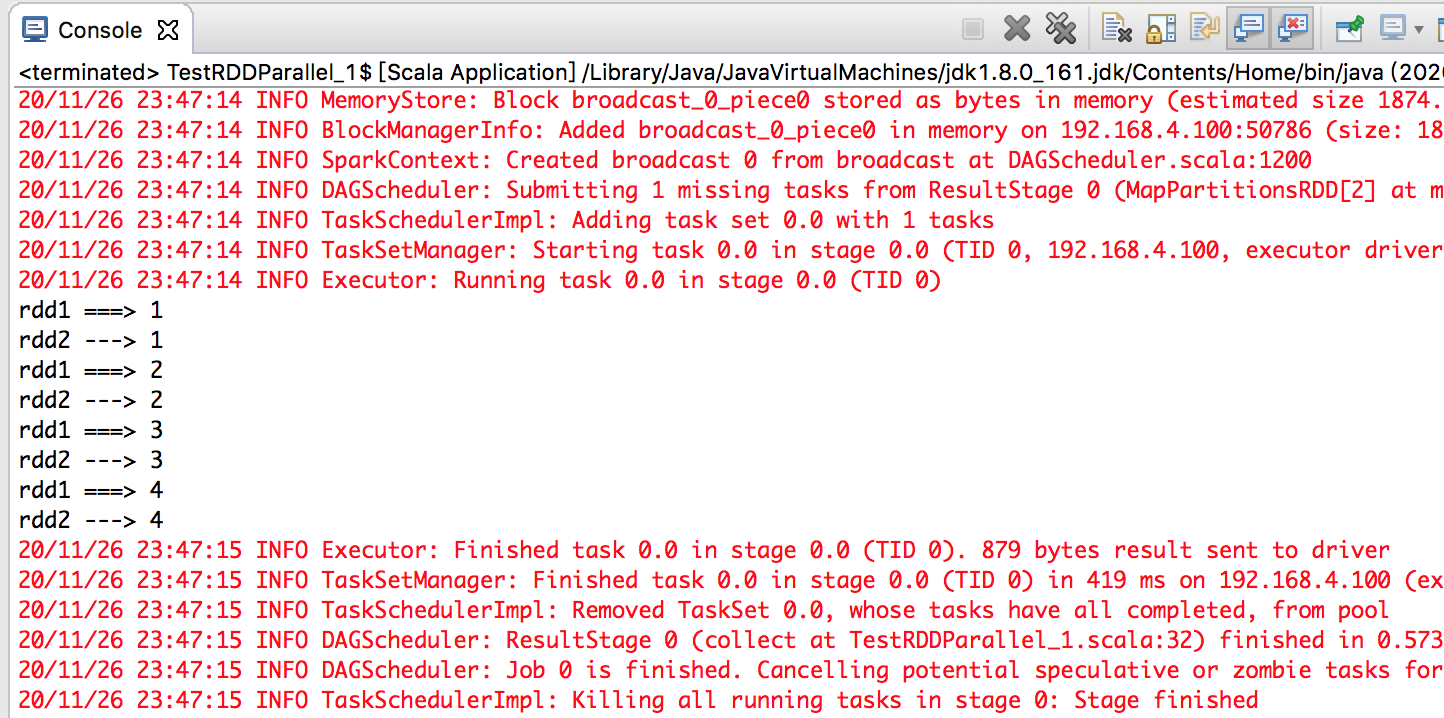 Console
<terminated> TestRDDParallel_1$ [Scala Application] /Library/Java/JavaVirtualMachines/jdk1.8.0_161.jdk/Contents/Home/bin/java (202
20/11/26 23:47:14 INFO MemoryStore: Block broadcast_0_piece0 stored as bytes in memory (estimated size 1874.
20/11/26 23:47:14 INFO BlockManagerInfo: Added broadcast_0_piece0 in memory on 192.168.4.100:50786 (size: 18
20/11/26 23:47:14 INFO SparkContext: Created broadcast 0 from broadcast at DAGScheduler.scala:1200
20/11/26 23:47:14 INFO DAGScheduler: Submitting 1 missing tasks from ResultStage 0 (MapPartitionsRDD[2] at m
20/11/26 23:47:14 INFO TaskSchedulerImpl: Adding task set 0.0 with 1 tasks
20/11/26 23:47:14 INFO TaskSetManager: Starting task 0.0 in stage 0.0 (TID 0, 192.168.4.100, executor driver
20/11/26 23:47:14 INFO Executor: Running task 0.0 in stage 0.0 (TID 0)
rdd1 ===> 1
rdd2 ---> 1
rdd1 ===> 2
rdd2 ---> 2
rdd1 ===> 3
rdd2 ---> 3
rdd1 ===> 4
rdd2 ---> 4
20/11/26 23:47:15 INFO Executor: Finished task 0.0 in stage 0.0 (TID 0). 879 bytes result sent to driver
20/11/26 23:47:15 INFO TaskSetManager: Finished task 0.0 in stage 0.0 (TID 0) in 419 ms on 192.168.4.100 (ex
20/11/26 23:47:15 INFO TaskSchedulerImpl: Removed TaskSet 0.0, whose tasks have all completed, from pool
20/11/26 23:47:15 INFO DAGScheduler: ResultStage 0 (collect at TestRDDParallel_1.scala:32) finished in 0.573
20/11/26 23:47:15 INFO DAGScheduler: Job 0 is finished. Cancelling potential speculative or zombie tasks for
20/11/26 23:47:15 INFO TaskSchedulerImpl: Killing all running tasks in stage 0: Stage finished